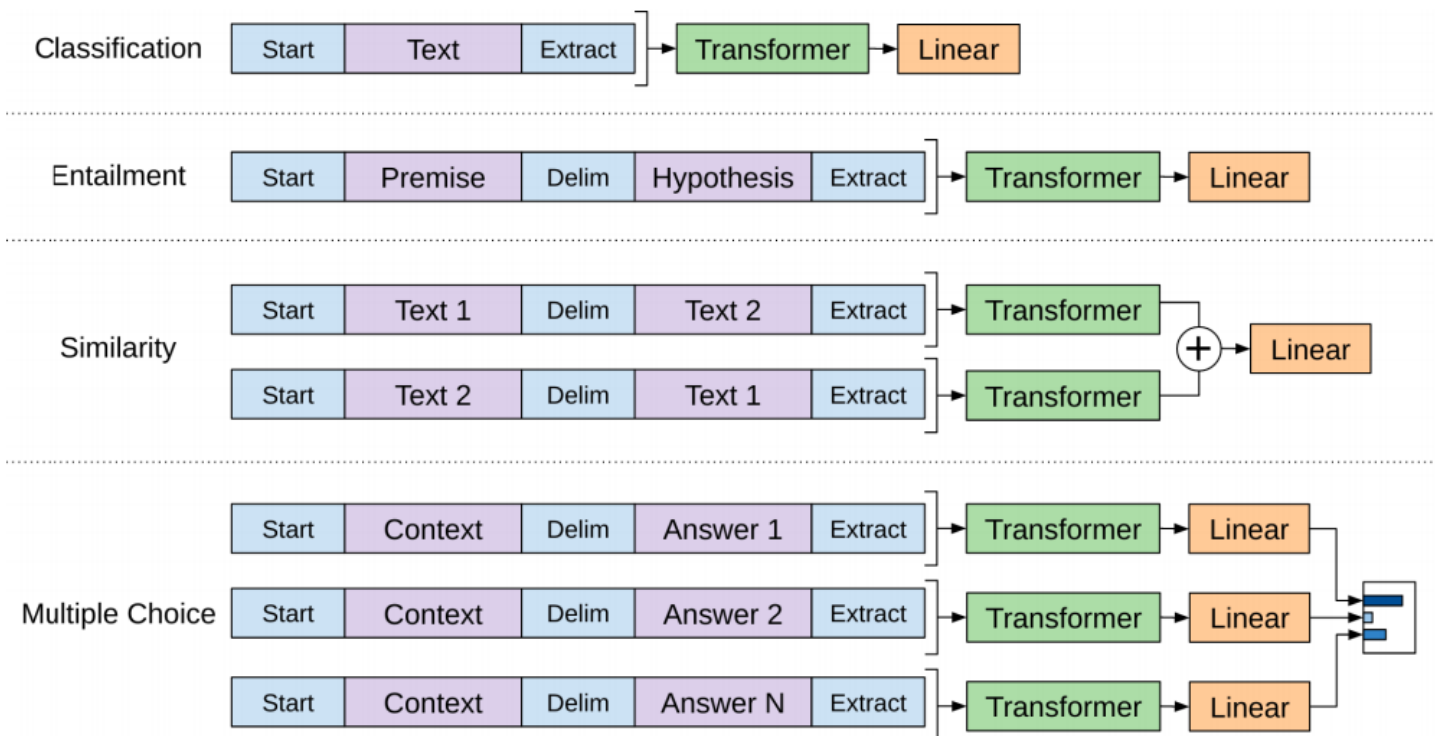 Classification Start Text Extract Transformer Linear
Entailment Start Premise Delim Hypothesis Extract Transformer Linear
Start Text 1 Delim Text 2 Extract Transformer
Similarity + Linear
Start Text 2 Delim Text 1 Extract Transformer
Start Context Delim Answer 1 Extract Transformer Linear
Multiple Choice Start Context Delim Answer 2 Extract Transformer Linear
Start Context Delim Answer N Extract Transformer Linear